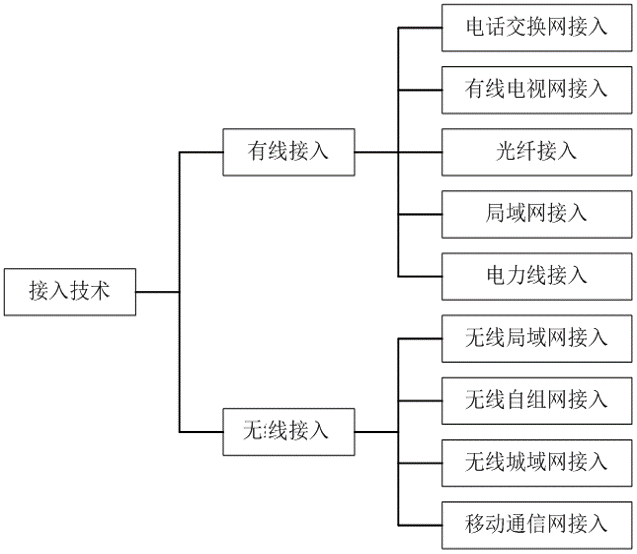 电话交换网接入
有线电视网接入
有线接入
光纤接入
局域网接入
电力线接入
接入技术
无线局域网接入
无线自组网接入
无:线接入
无线城域网接入
移动通信网接入